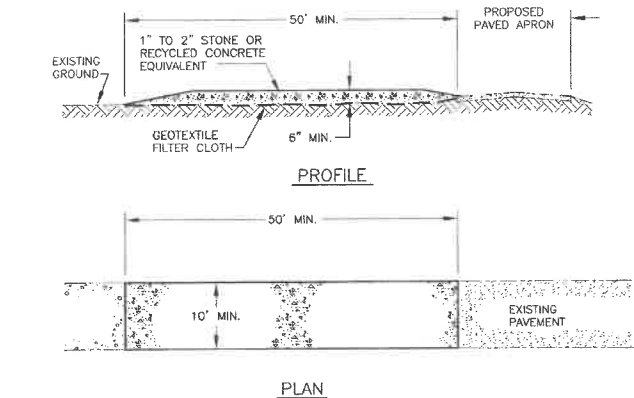 50' MIN.
PROPOSED
PAVED APRON
1" TO 2" STONE OR
RECYCLED CONCRETE
EQUIVALENT
EXISTING
GROUND
GEOTEXTILE
FILTER CLOTH
6" MIN.
PROFILE
50' MIN.
10' MIN.
EXISTING
PAVEMENT
PLAN